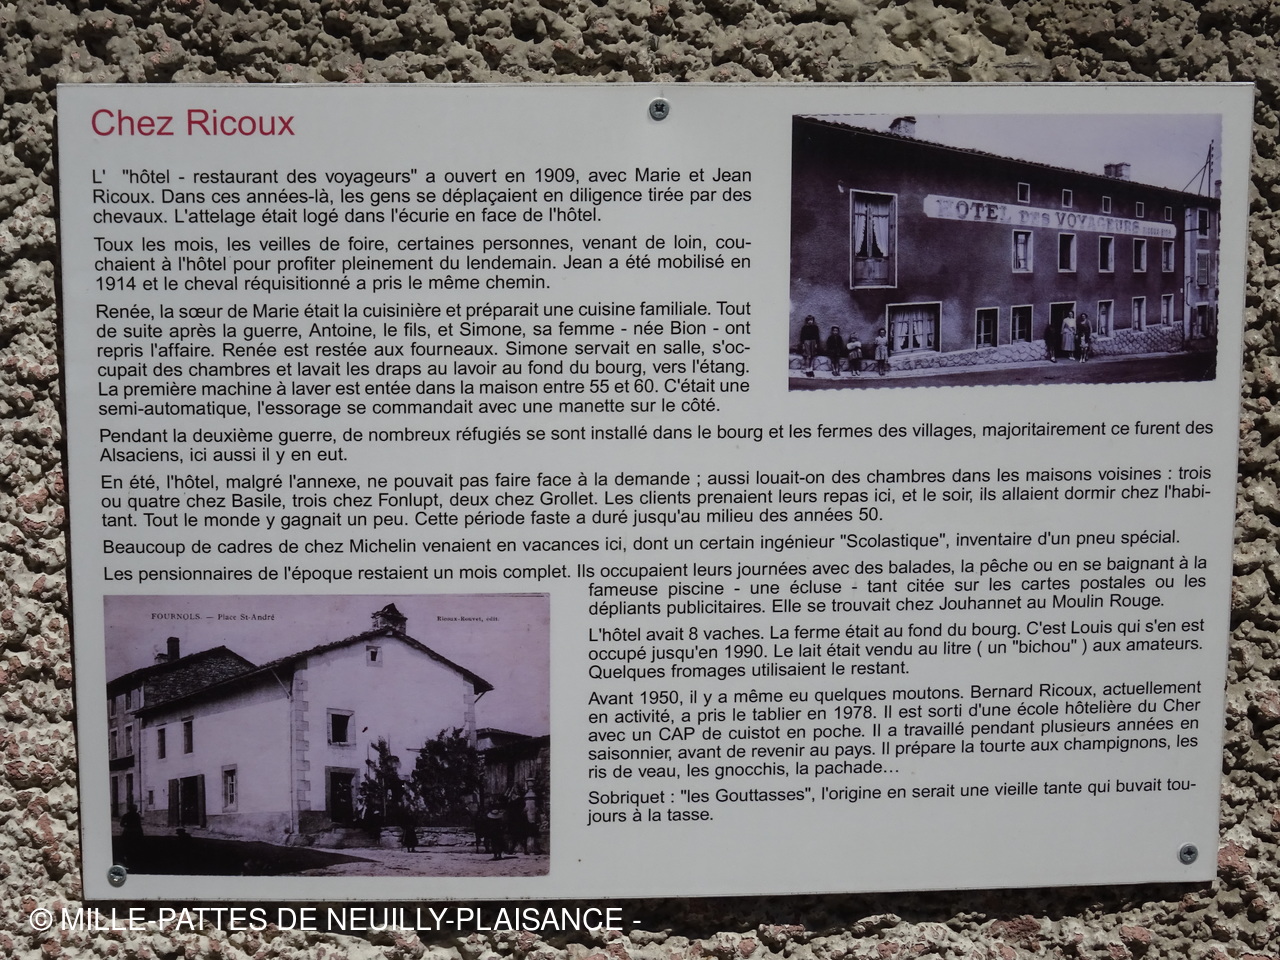 Chez Ricoux
L' "hôtel - restaurant des voyageurs" a ouvert en 1909, avec Marie et Jean
Ricoux. Dans ces années-là, les gens se déplaçaient en diligence tirée par des
chevaux. L'attelage était logé dans l'écurie en face de l'hôtel.
Toux les mois, les veilles de foire, certaines personnes, venant de loin, cou-
chaient à l'hôtel pour profiter pleinement du lendemain. Jean a été mobilisé en
1914 et le cheval réquisitionné a pris le même chemin.
Renée, la sœur de Marie était la cuisinière et préparait une cuisine familiale. Tout
de suite après la guerre, Antoine, le fils, et Simone, sa femme - née Bion - ont
repris l'affaire. Renée est restée aux fourneaux. Simone servait en salle, s'oc-
cupait des chambres et lavait les draps au lavoir au fond du bourg, vers l'étang.
La première machine à laver est entée dans la maison entre 55 et 60. C'était une
semi-automatique, l'essorage se commandait avec une manette sur le côté.
HOTEL DES VOYAGEURS
Pendant la deuxième guerre, de nombreux réfugiés se sont installé dans le bourg et les fermes des villages, majoritairement ce furent des
Alsaciens, ici aussi il y en eut.
En été, l'hôtel, malgré l'annexe, ne pouvait pas faire face à la demande ; aussi louait-on des chambres dans les maisons voisines : trois
ou quatre chez Basile, trois chez Fonlupt, deux chez Grollet. Les clients prenaient leurs repas ici, et le soir, ils allaient dormir chez l'habi-
tant. Tout le monde y gagnait un peu. Cette période faste a duré jusqu'au milieu des années 50.
Beaucoup de cadres de chez Michelin venaient en vacances ici, dont un certain ingénieur "Scolastique", inventaire d'un pneu spécial.
Les pensionnaires de l'époque restaient un mois complet. Ils occupaient leurs journées avec des balades, la pêche ou en se baignant à la
fameuse piscine - une écluse - tant citée sur les cartes postales ou les
dépliants publicitaires. Elle se trouvait chez Jouhannet au Moulin Rouge.
L'hôtel avait 8 vaches. La ferme était au fond du bourg. C'est Louis qui s'en est
occupé jusqu'en 1990. Le lait était vendu au litre ( un "bichou" ) aux amateurs.
Quelques fromages utilisaient le restant.
Avant 1950, il y a même eu quelques moutons. Bernard Ricoux, actuellement
en activité, a pris le tablier en 1978. Il est sorti d'une école hôtelière du Cher
avec un CAP de cuistot en poche. Il a travaillé pendant plusieurs années en
saisonnier, avant de revenir au pays. Il prépare la tourte aux champignons, les
ris de veau, les gnocchis, la pachade…
Sobriquet : "les Gouttasses", l'origine en serait une vieille tante qui buvait tou-
jours à la tasse.
FOURNOLS. — Place St-André
Ricoux-Bouvet, édit.
© MILLE-PATTES DE NEUILLY-PLAISANCE -